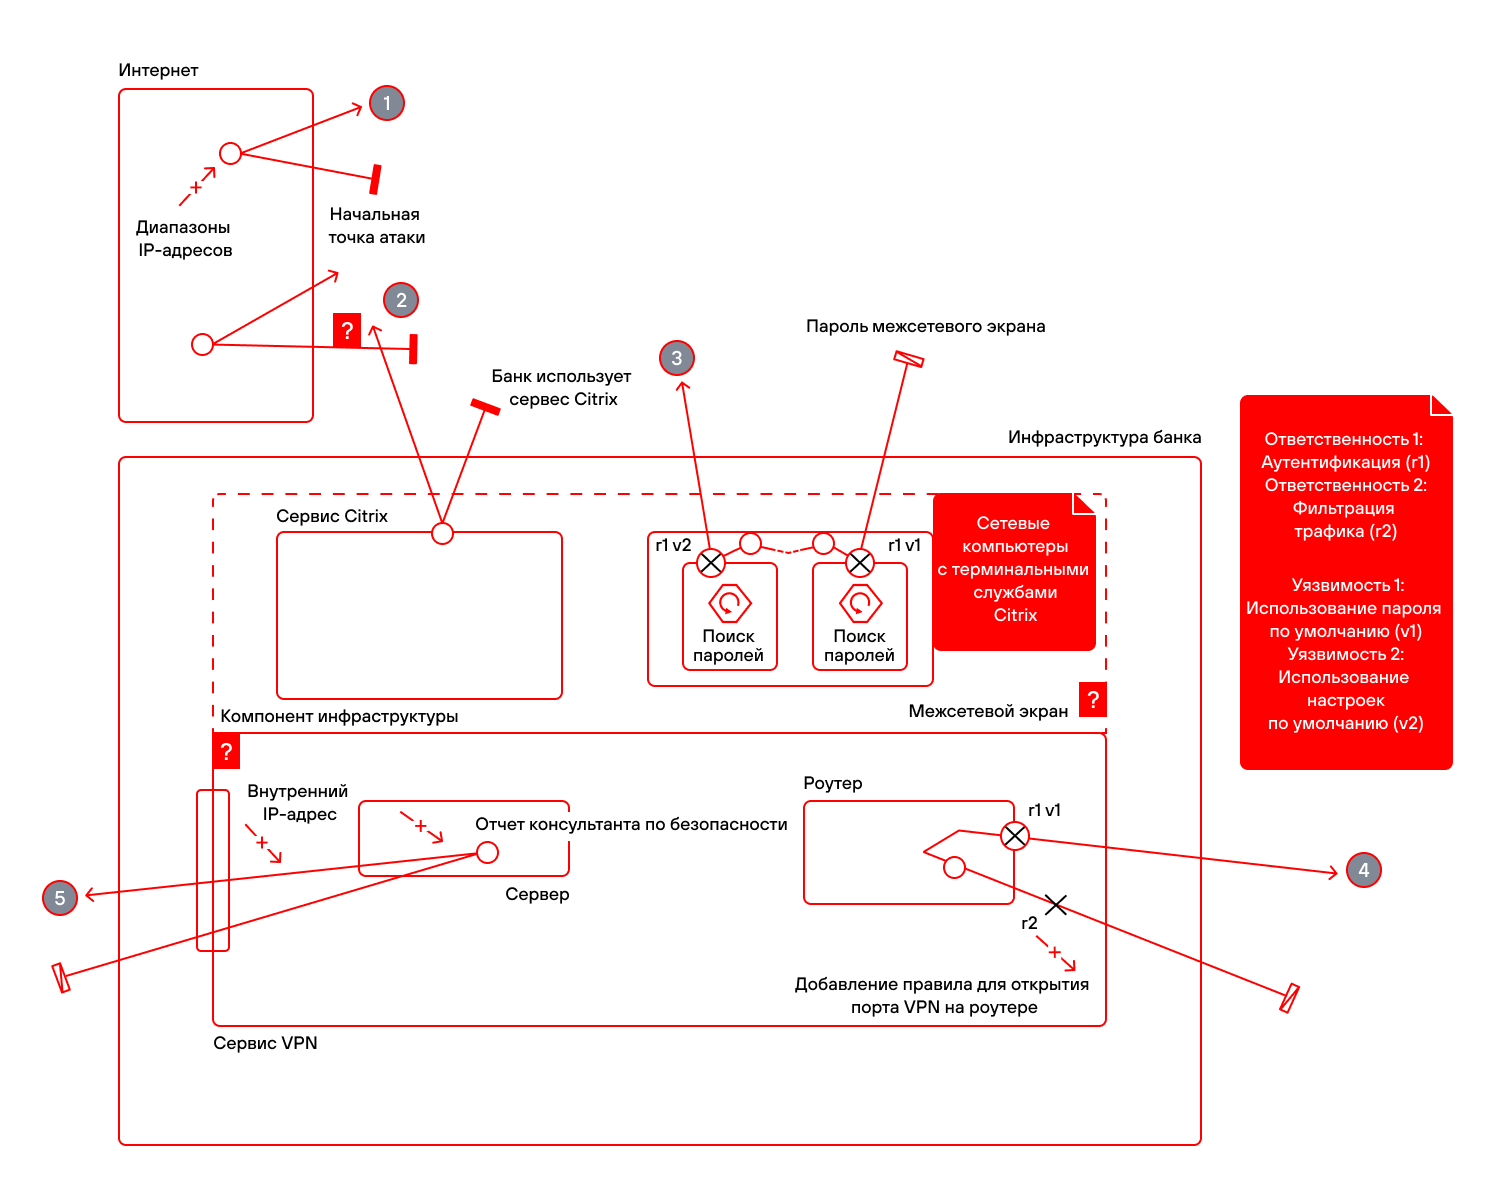 Интернет
1
Диапазоны
IP-адресов
Начальная
точка атаки
2
?
Банк использует
сервес Citrix
3
Пароль межсетевого экрана
Инфраструктура банка
Ответственность 1:
Аутентификация (r1)
Ответственность 2:
Фильтрация
трафика (r2)
Уязвимость 1:
Использование пароля
по умолчанию (v1)
Уязвимость 2:
Использование
настроек
по умолчанию (v2)
Сервис Citrix
r1 v2
r1 v1
Поиск
паролей
Поиск
паролей
Сетевые
компьютеры
с терминальными
службами
Citrix
Компонент инфраструктуры
Межсетевой экран
?
?
Внутренний
IP-адрес
Отчет консультанта по безопасности
Сервер
Роутер
r1 v1
4
5
r2
Добавление правила для открытия
порта VPN на роутере
Сервис VPN